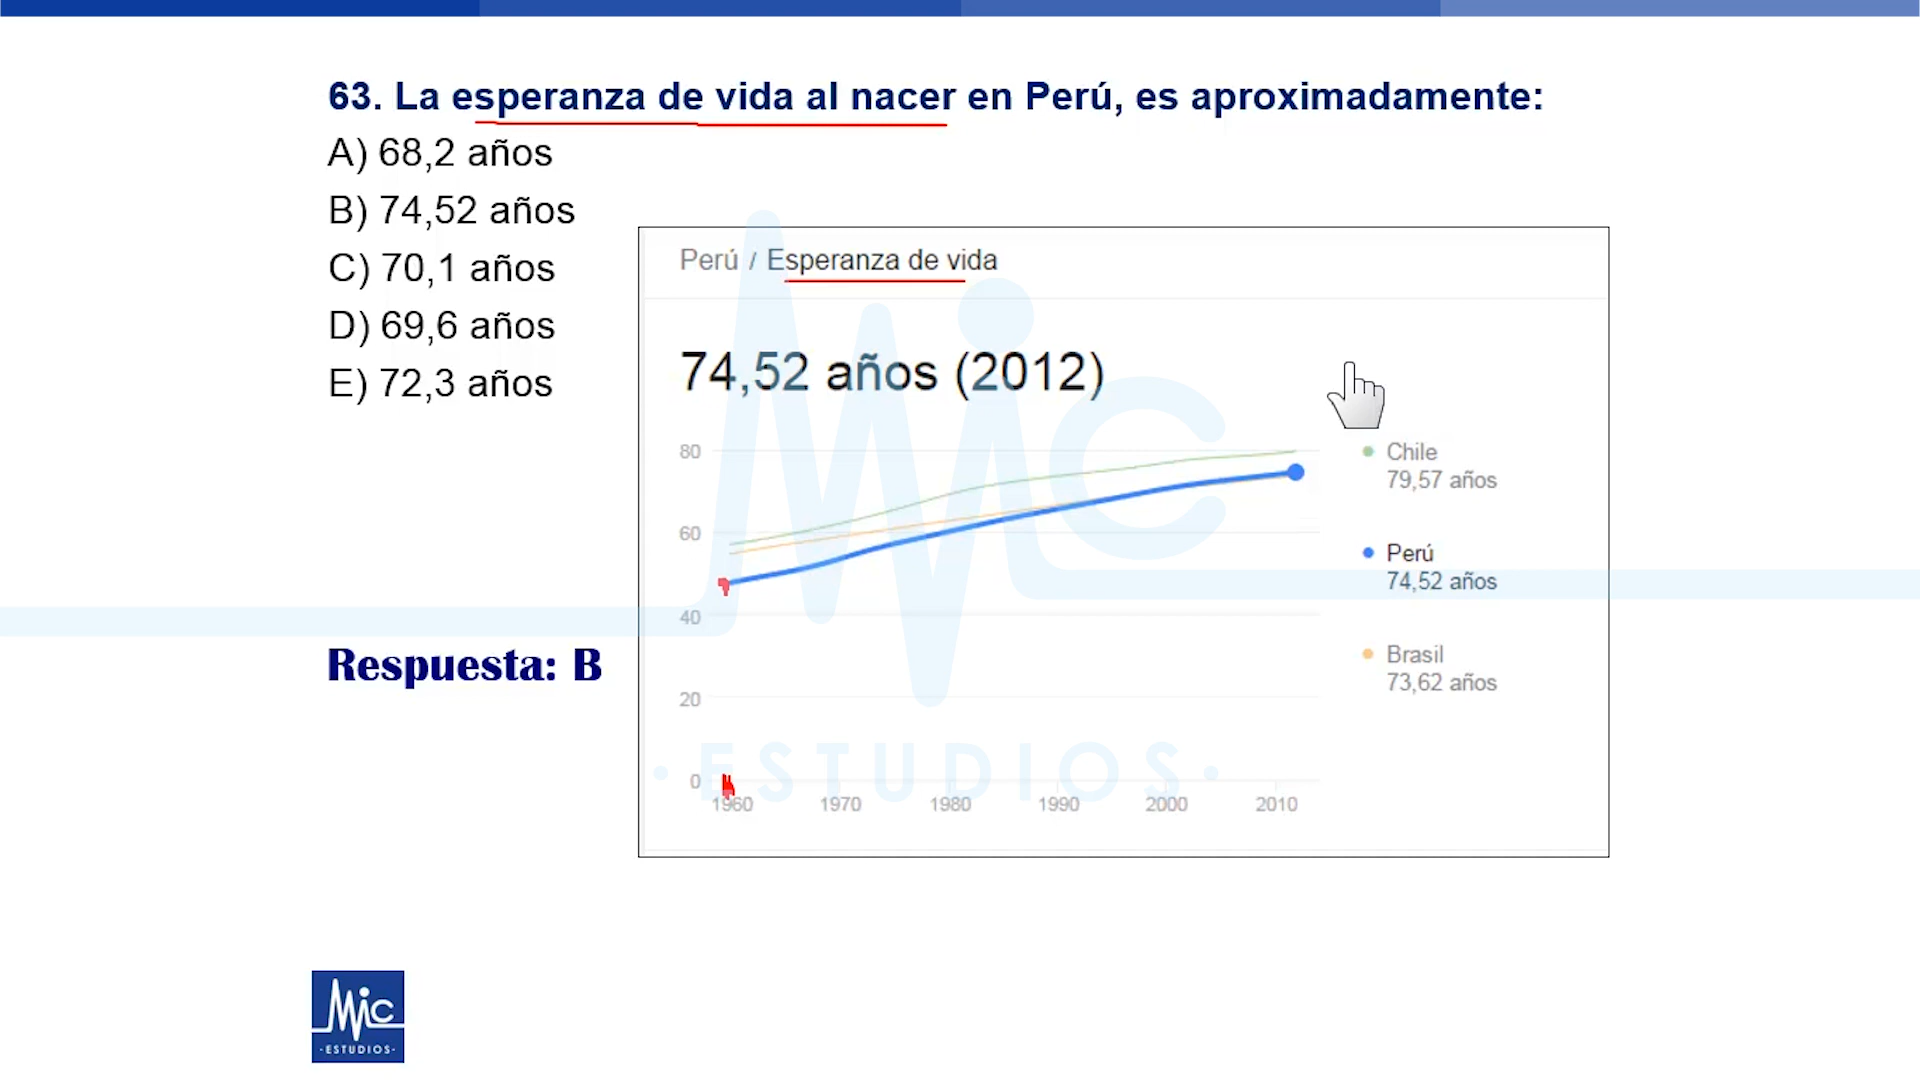 63. La esperanza de vida al nacer en Perú, es aproximadamente:
A) 68,2 años
B) 74,52 años
C) 70,1 años
D) 69,6 años
E) 72,3 años
Perú / Esperanza de vida
74,52 años (2012)
80
60
40
20
0
1960 1970 1980 1990 2000 2010
Chile
79,57 años
Perú
74,52 años
Brasil
73,62 años
Respuesta: B
MiC
·ESTUDIOS·
MiC
·ESTUDIOS·